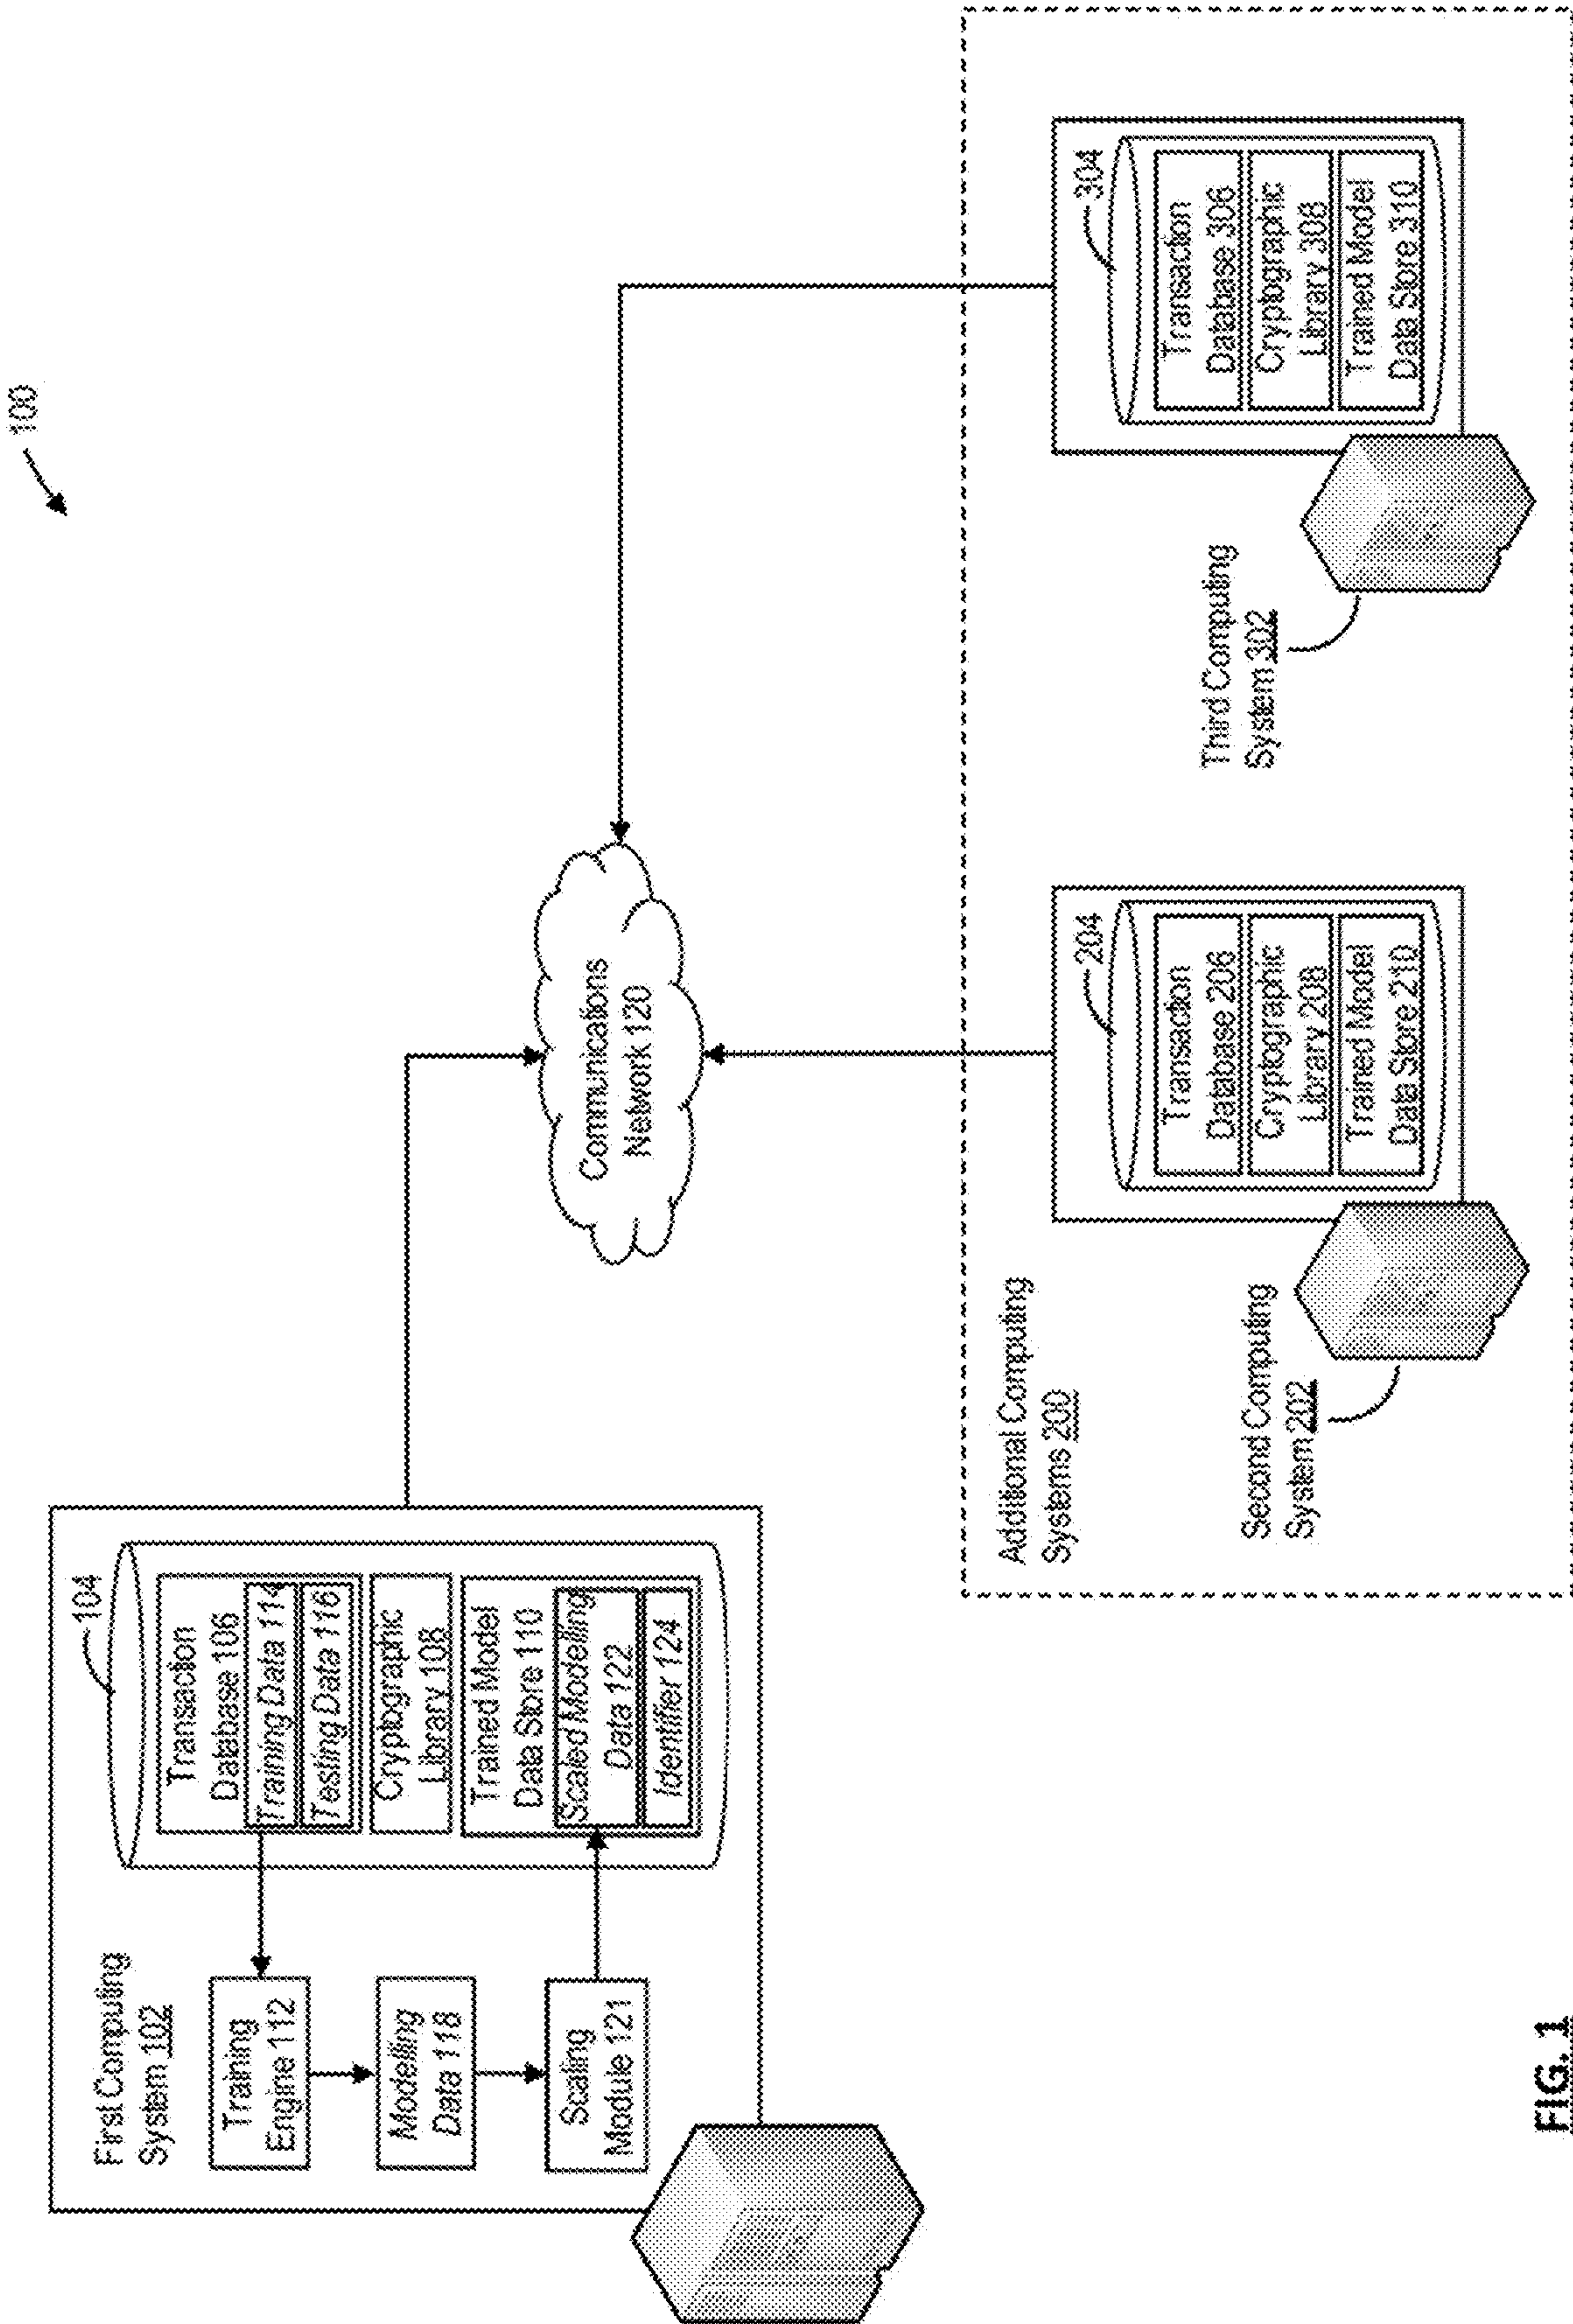 100
First Computing
System 102
104
Training
Engine 112
Modelling
Data 118
Scaling
Module 121
Transaction
Database 106
Training Data 114
Testing Data 116
Cryptographic
Library 108
Trained Model
Data Store 110
Scaled Modelling
Data 122
Identifier 124
Communications
Network 120
Additional Computing
Systems 200
Second Computing
System 202
204
Transaction
Database 206
Cryptographic
Library 208
Trained Model
Data Store 210
Third Computing
System 302
304
Transaction
Database 306
Cryptographic
Library 308
Trained Model
Data Store 310
FIG. 1